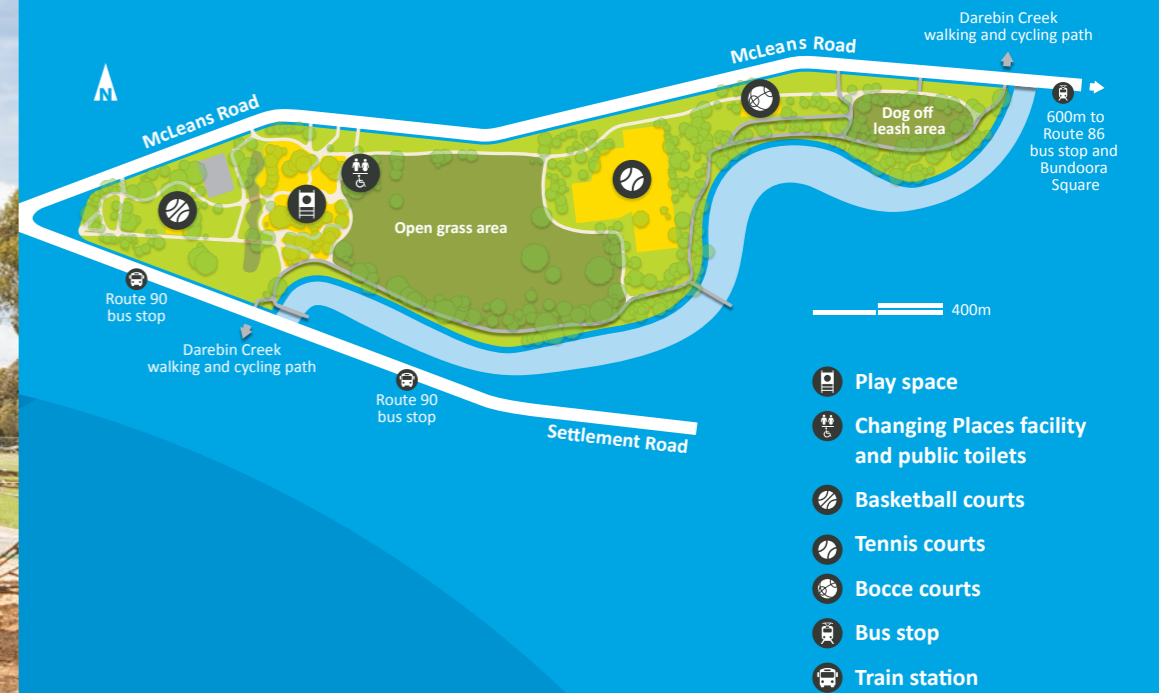 Darebin Creek
walking and cycling path
McLeans Road
McLeans Road
N
Dog off
leash area
600m to
Route 86
bus stop and
Bundoora
Square
Open grass area
Route 90
bus stop
400m
Darebin Creek
walking and cycling path
Route 90
bus stop
Settlement Road
Play space
Changing Places facility
and public toilets
Basketball courts
Tennis courts
Bocce courts
Bus stop
Train station